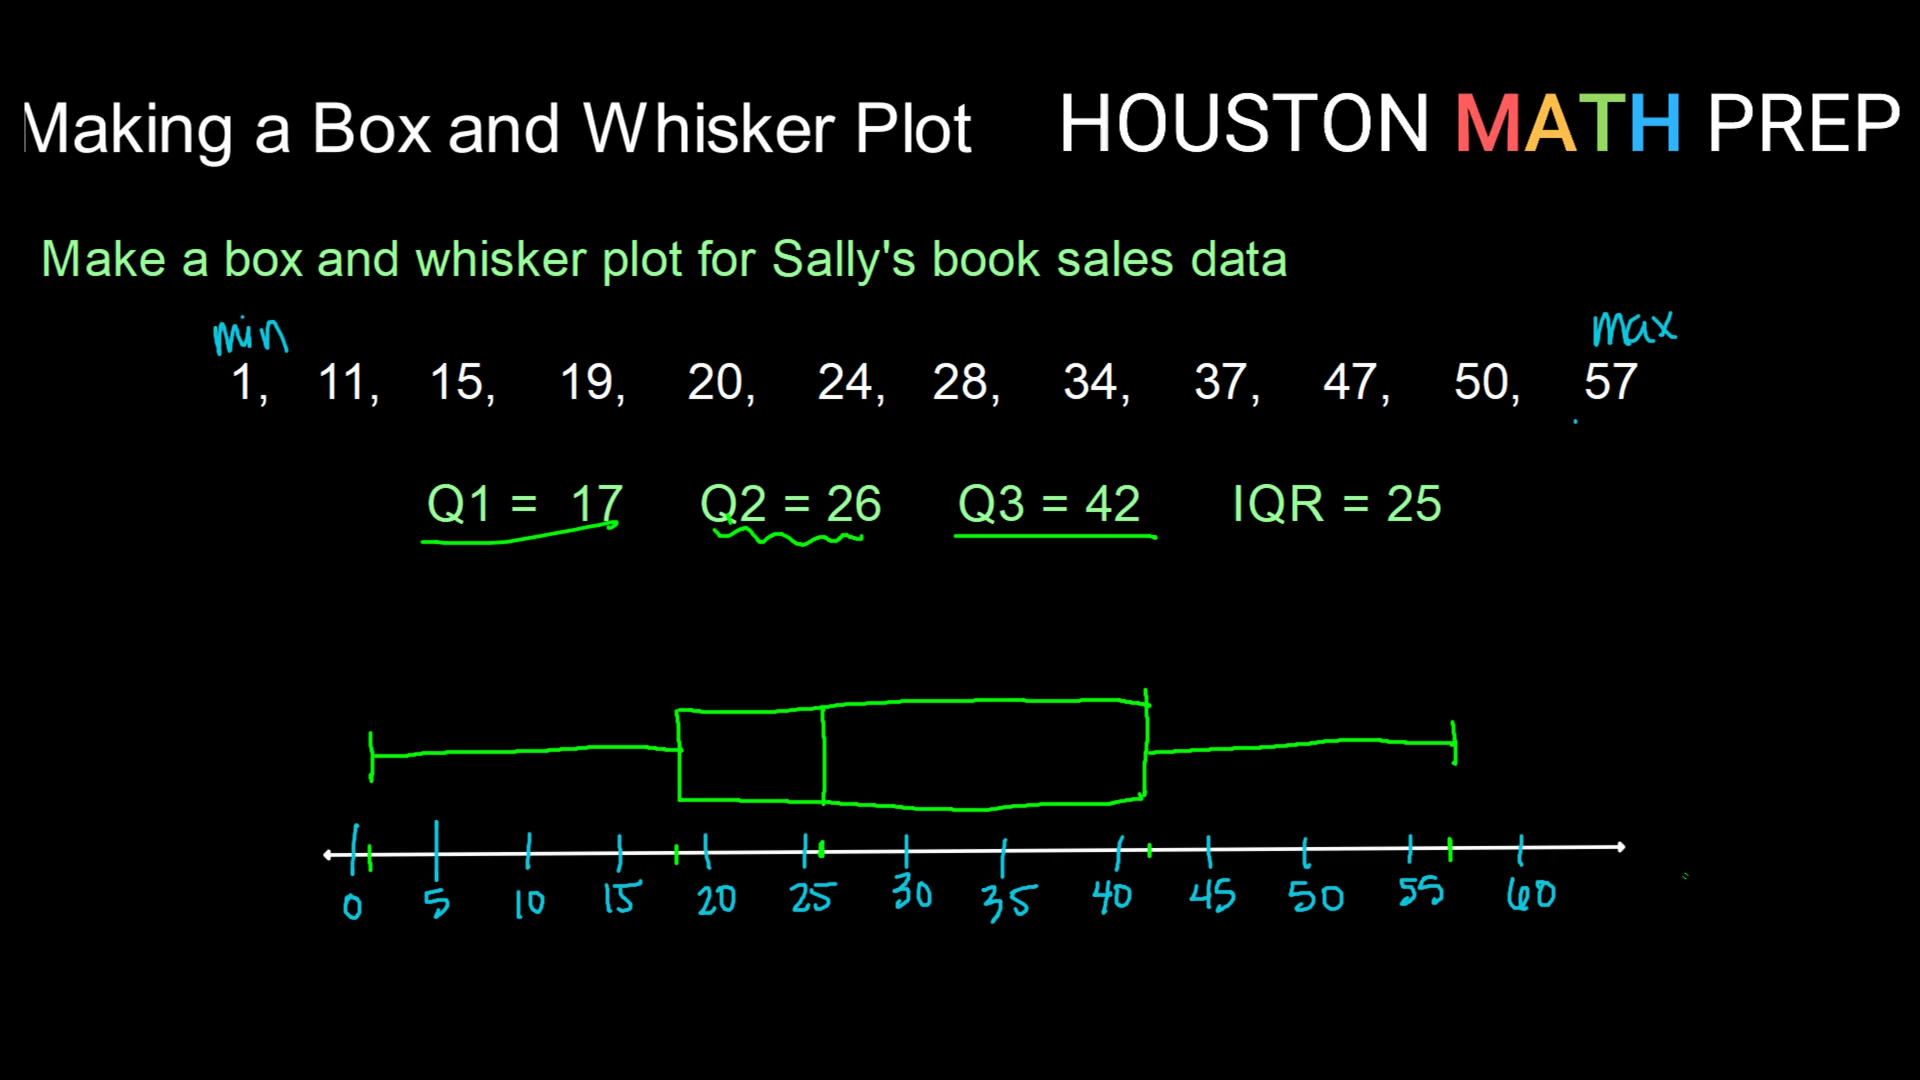 Making a Box and Whisker Plot HOUSTON MATH PREP
Make a box and whisker plot for Sally's book sales data
min max
1, 11, 15, 19, 20, 24, 28, 34, 37, 47, 50, 57
Q1 = 17 Q2 = 26 Q3 = 42 IQR = 25
0 5 10 15 20 25 30 35 40 45 50 55 60